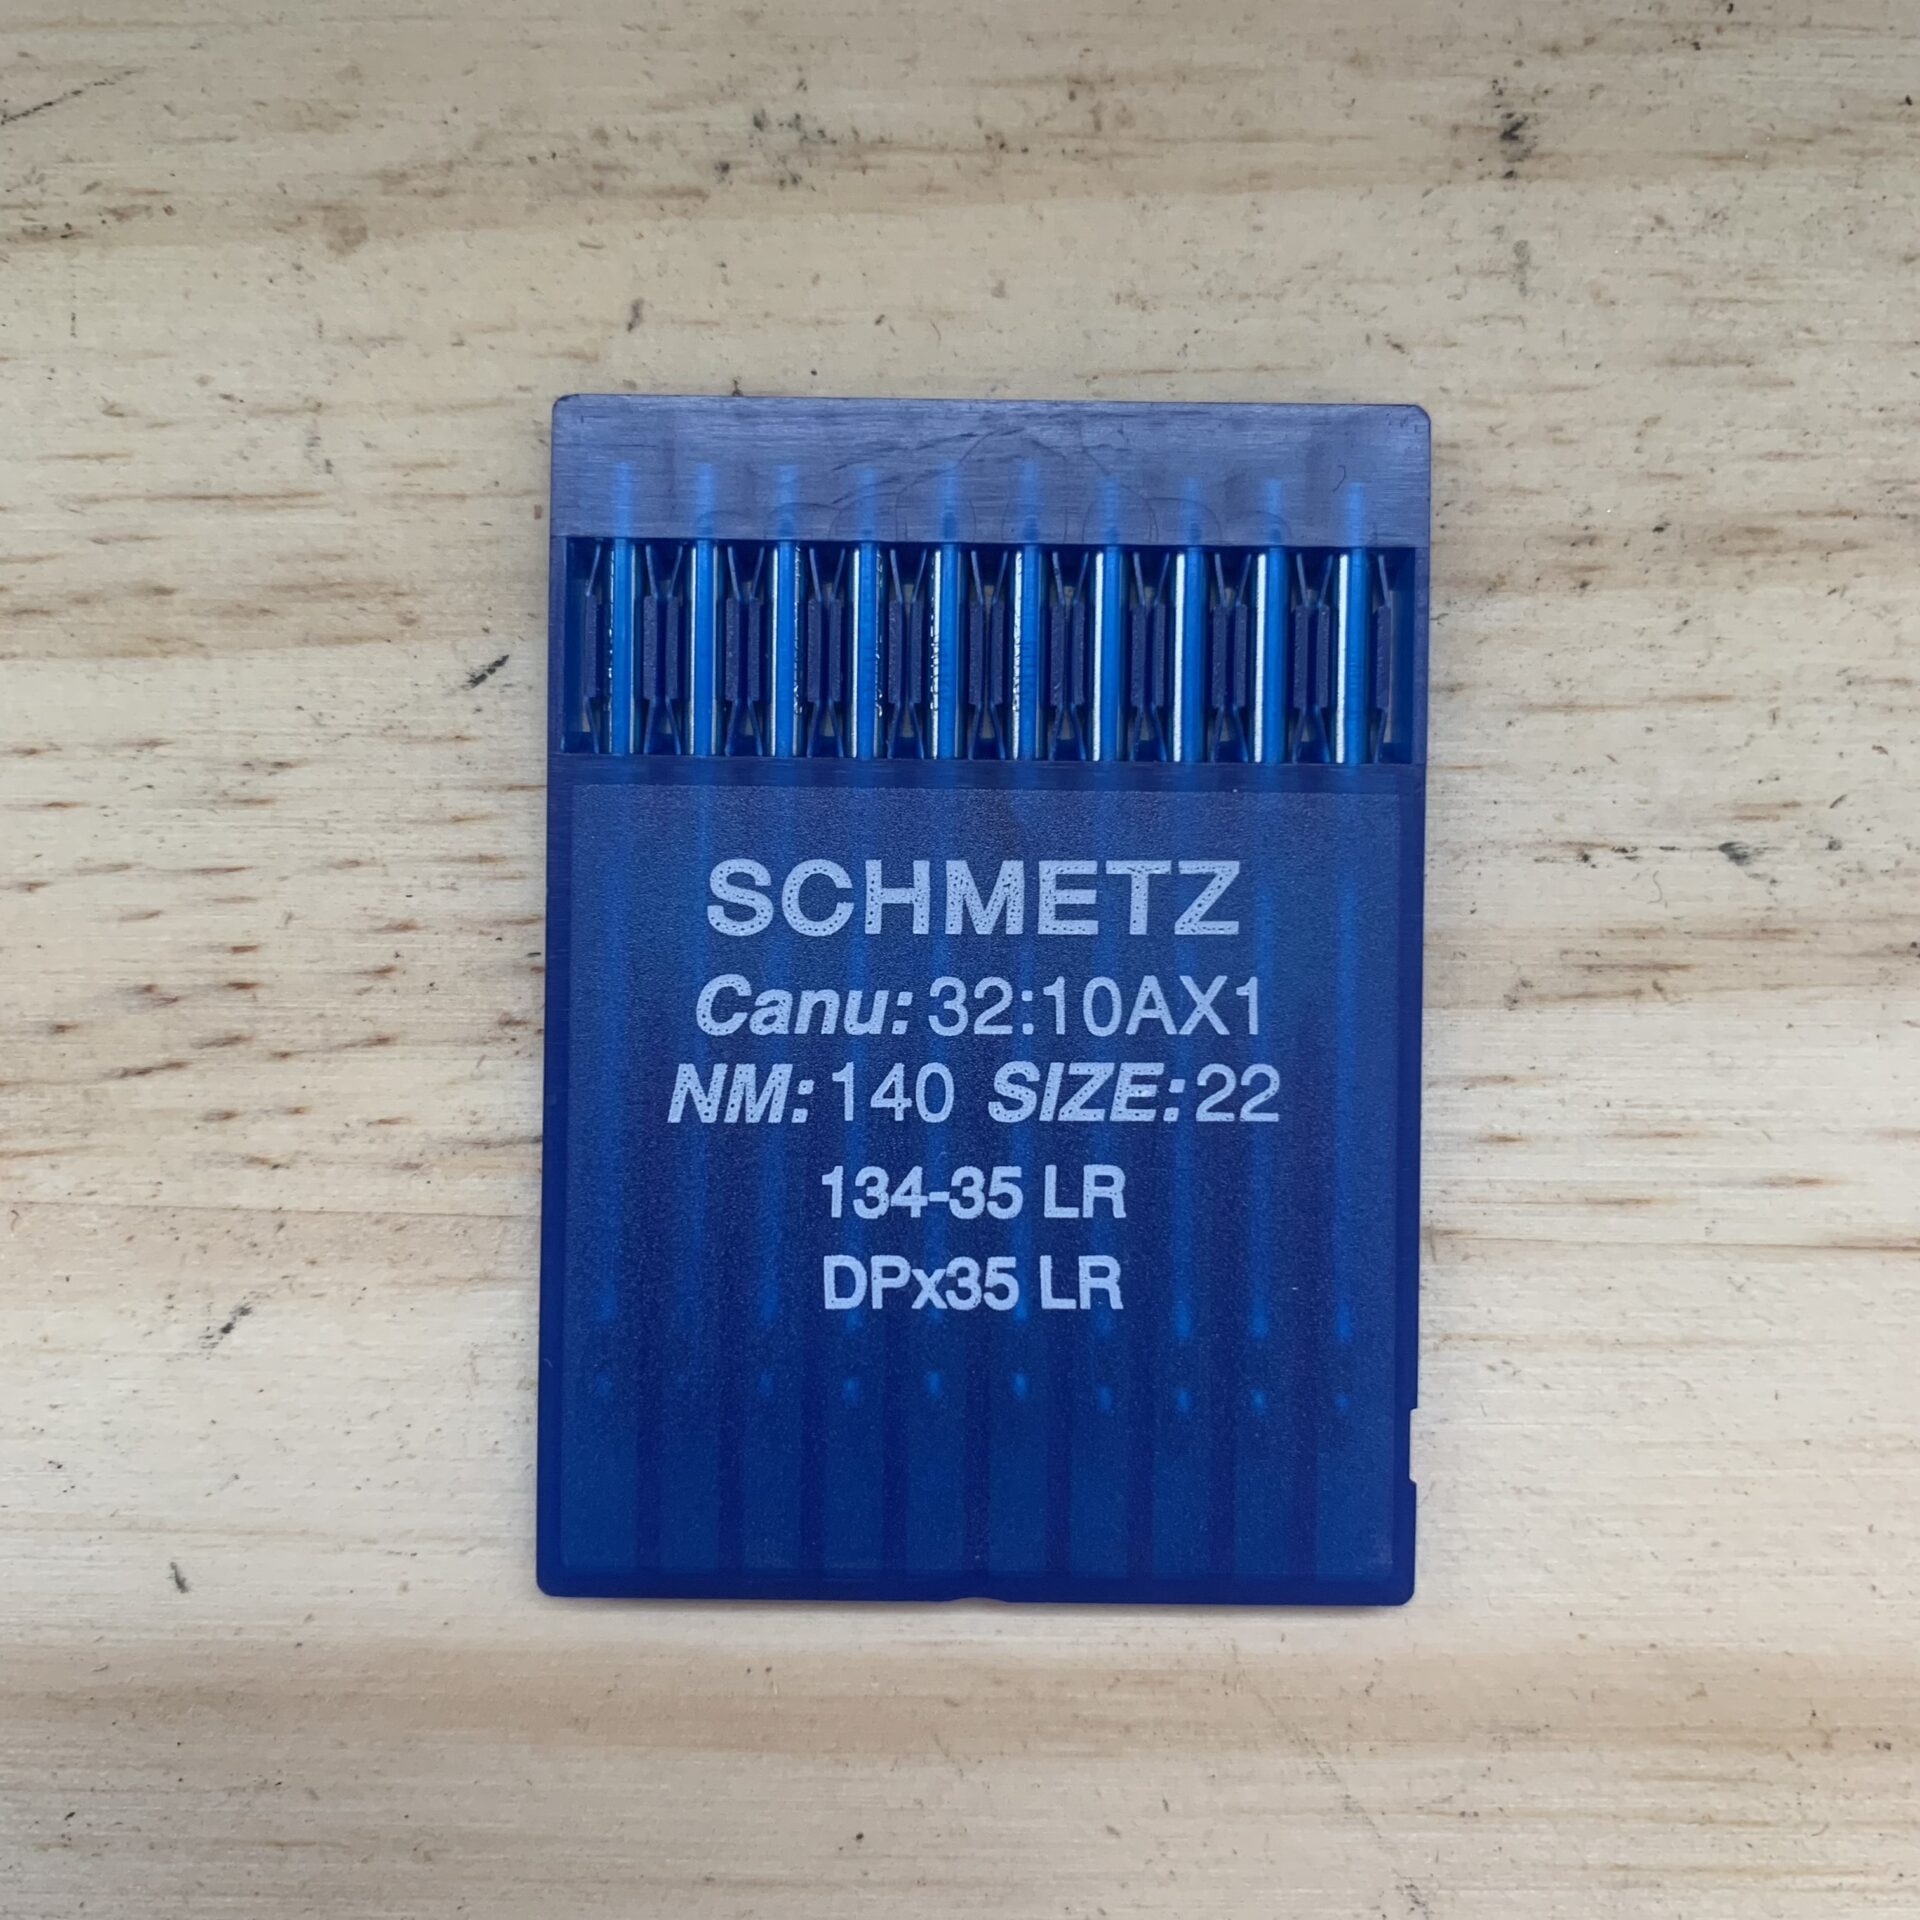 SCHMETZ
Canu: 32:10AX1
NM: 140 SIZE: 22
134-35 LR
DPx35 LR